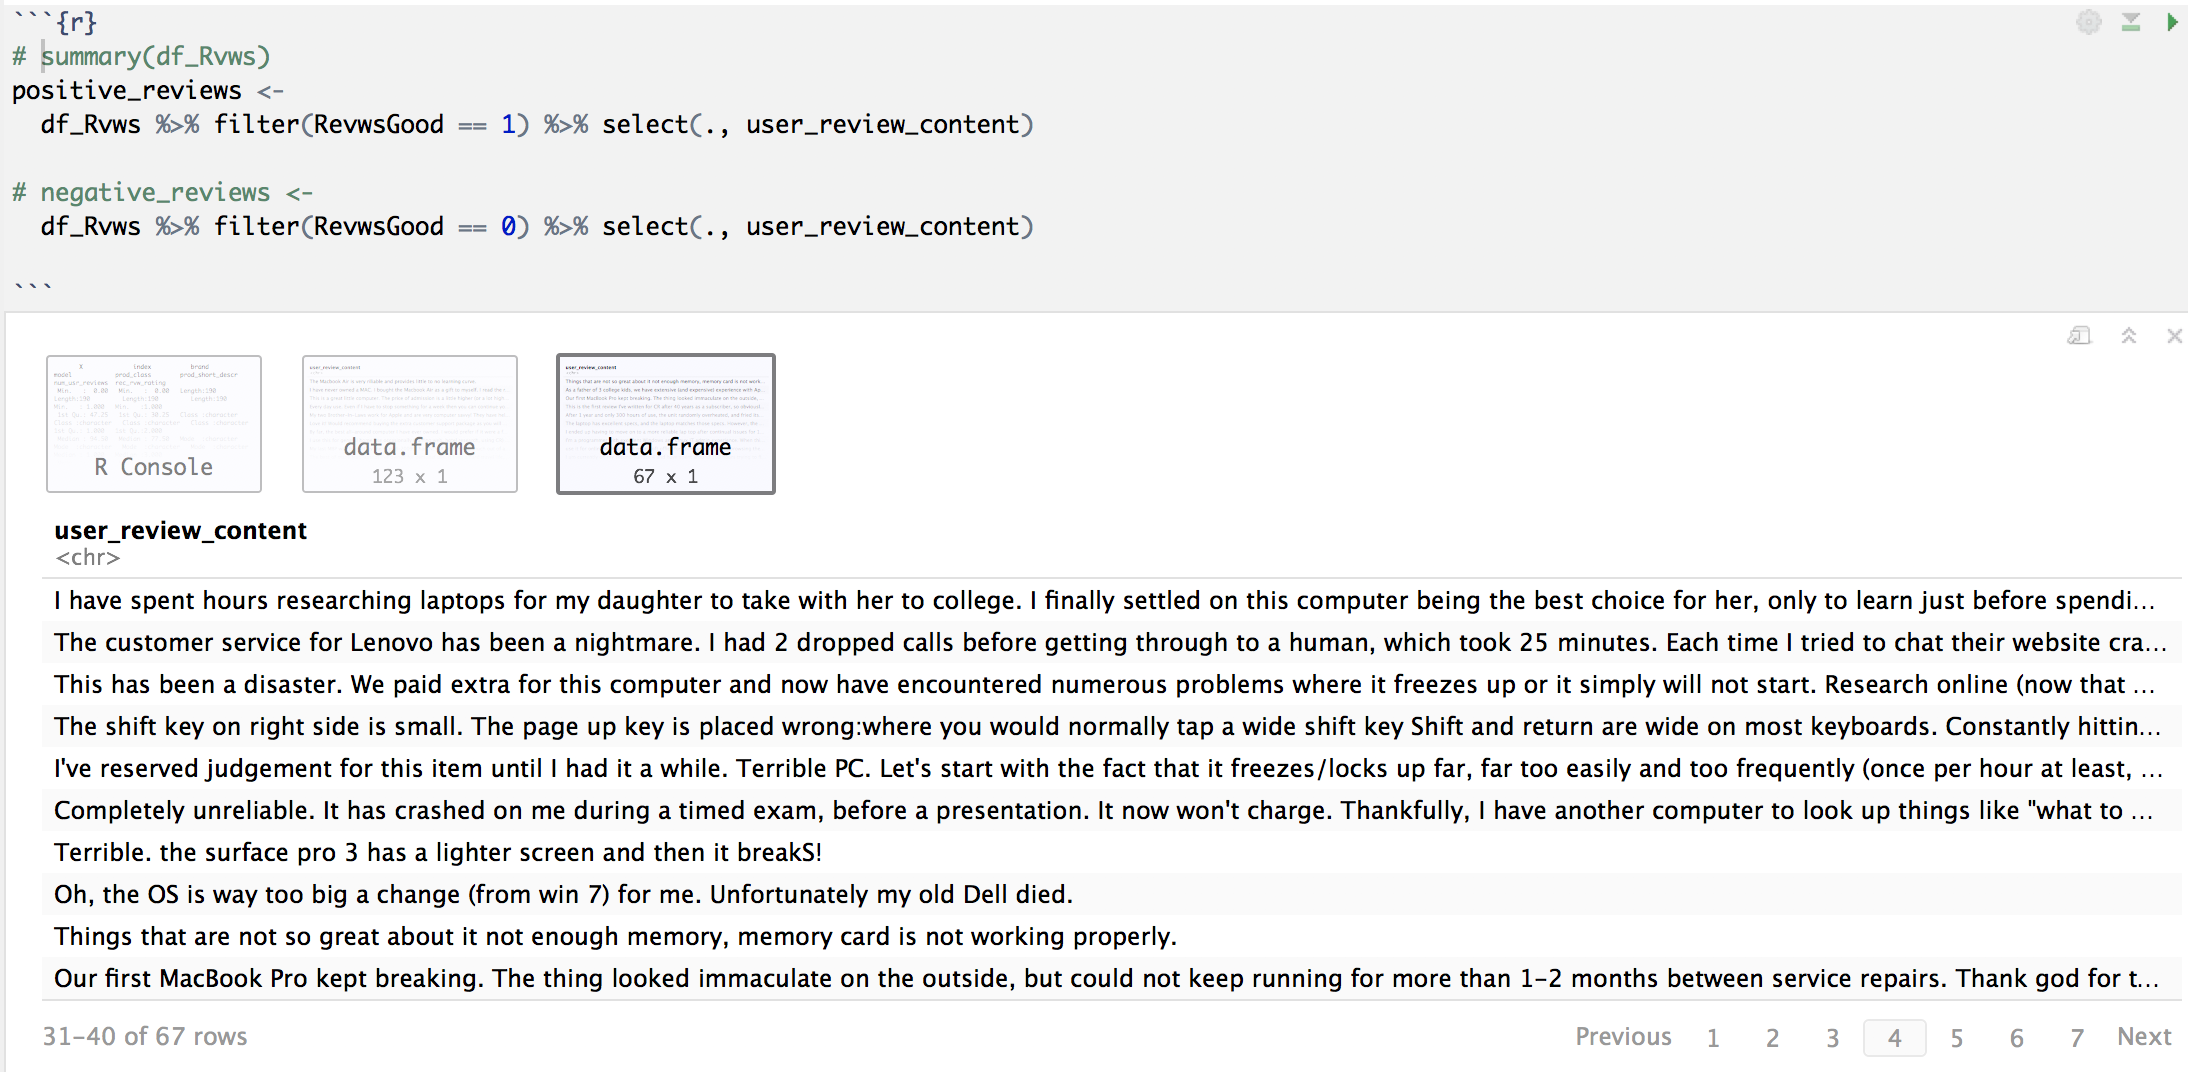 ```{r}
# summary(df_Rvws)
positive_reviews <-
  df_Rvws %>% filter(RevwsGood == 1) %>% select(., user_review_content)
# negative_reviews <-
  df_Rvws %>% filter(RevwsGood == 0) %>% select(., user_review_content)
```
R Console
data.frame
123 x 1
user_review_content
data.frame
67 x 1
user_review_content
<chr>
I have spent hours researching laptops for my daughter to take with her to college. I finally settled on this computer being the best choice for her, only to learn just before spendi...
The customer service for Lenovo has been a nightmare. I had 2 dropped calls before getting through to a human, which took 25 minutes. Each time I tried to chat their website cra...
This has been a disaster. We paid extra for this computer and now have encountered numerous problems where it freezes up or it simply will not start. Research online (now that ...
The shift key on right side is small. The page up key is placed wrong:where you would normally tap a wide shift key Shift and return are wide on most keyboards. Constantly hittin...
I've reserved judgement for this item until I had it a while. Terrible PC. Let's start with the fact that it freezes/locks up far, far too easily and too frequently (once per hour at least, ...
Completely unreliable. It has crashed on me during a timed exam, before a presentation. It now won't charge. Thankfully, I have another computer to look up things like "what to ...
Terrible. the surface pro 3 has a lighter screen and then it breakS!
Oh, the OS is way too big a change (from win 7) for me. Unfortunately my old Dell died.
Things that are not so great about it not enough memory, memory card is not working properly.
Our first MacBook Pro kept breaking. The thing looked immaculate on the outside, but could not keep running for more than 1-2 months between service repairs. Thank god for t...
31-40 of 67 rows
Previous 1 2 3 4 5 6 7 Next